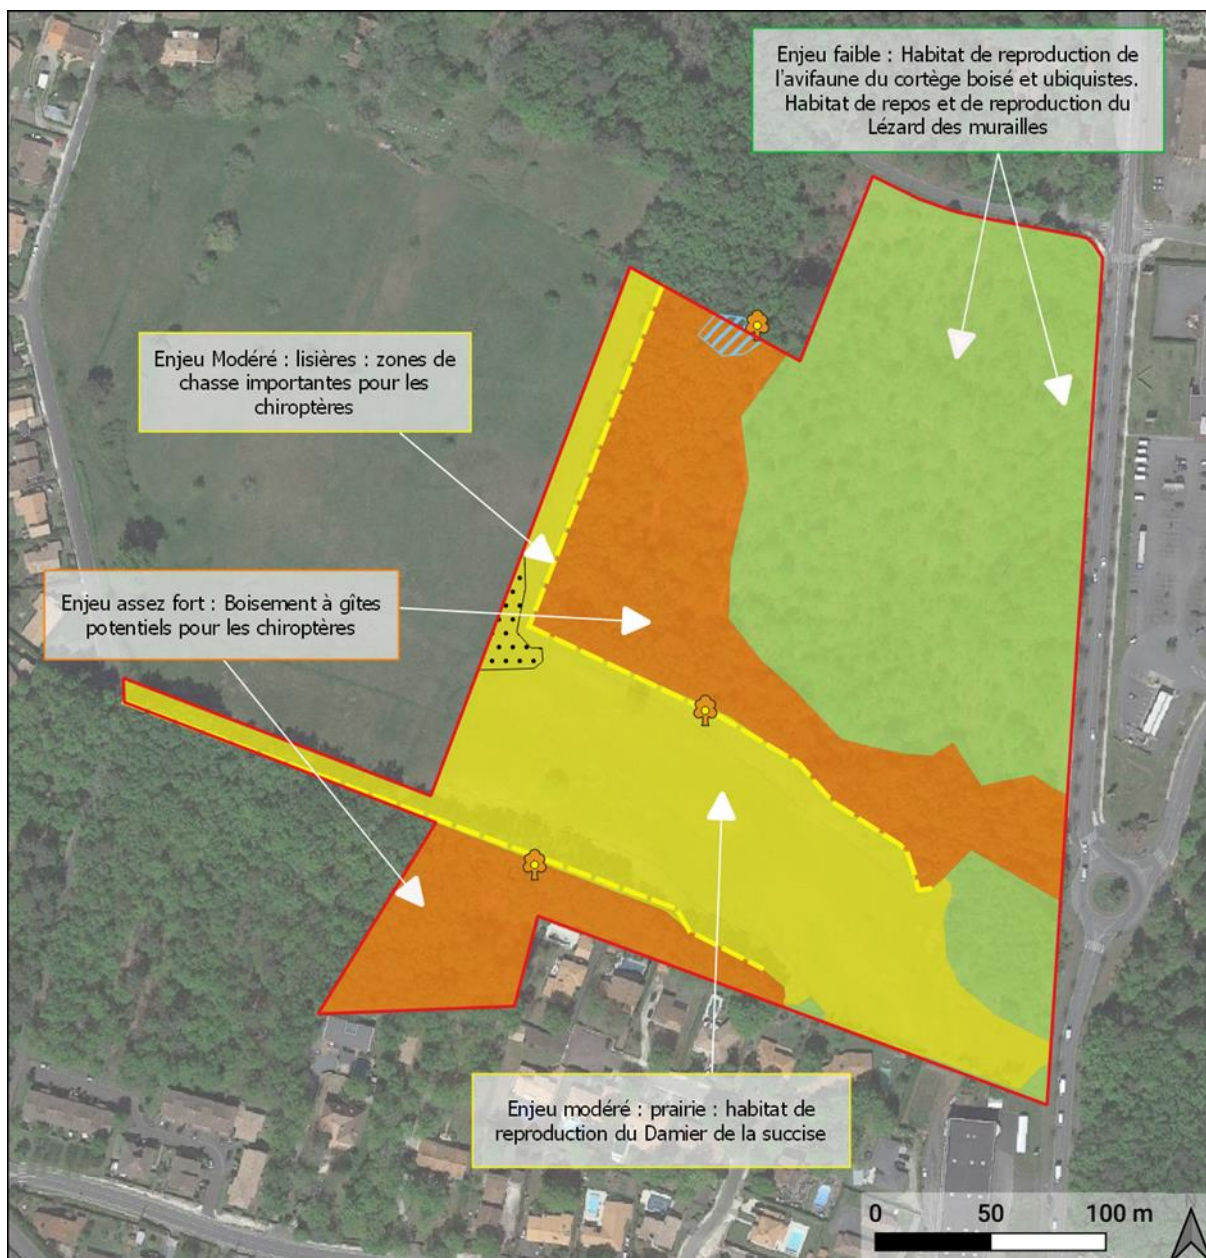 Enjeu faible : Habitat de reproduction de
l'avifaune du cortège boisé et ubiquistes.
Habitat de repos et de reproduction du
Lézard des murailles
Enjeu Modéré : lisières : zones de
chasse importantes pour les
chiroptères
Enjeu assez fort : Boisement à gîtes
potentiels pour les chiroptères
Enjeu modéré : prairie : habitat de
reproduction du Damier de la succise
0 50 100 m